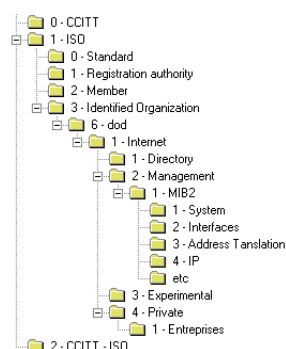 0 - CCITT
1 - ISO
0 - Standard
1 - Registration authority
2 - Member
3 - Identified Organization
6 - dod
1 - Internet
1 - Directory
2 - Management
1 - MIB2
1 - System
2 - Interfaces
3 - Address Tanslation
4 - IP
etc
3 - Experimental
4 - Private
1 - Entreprises
2 - CCITT - ISO